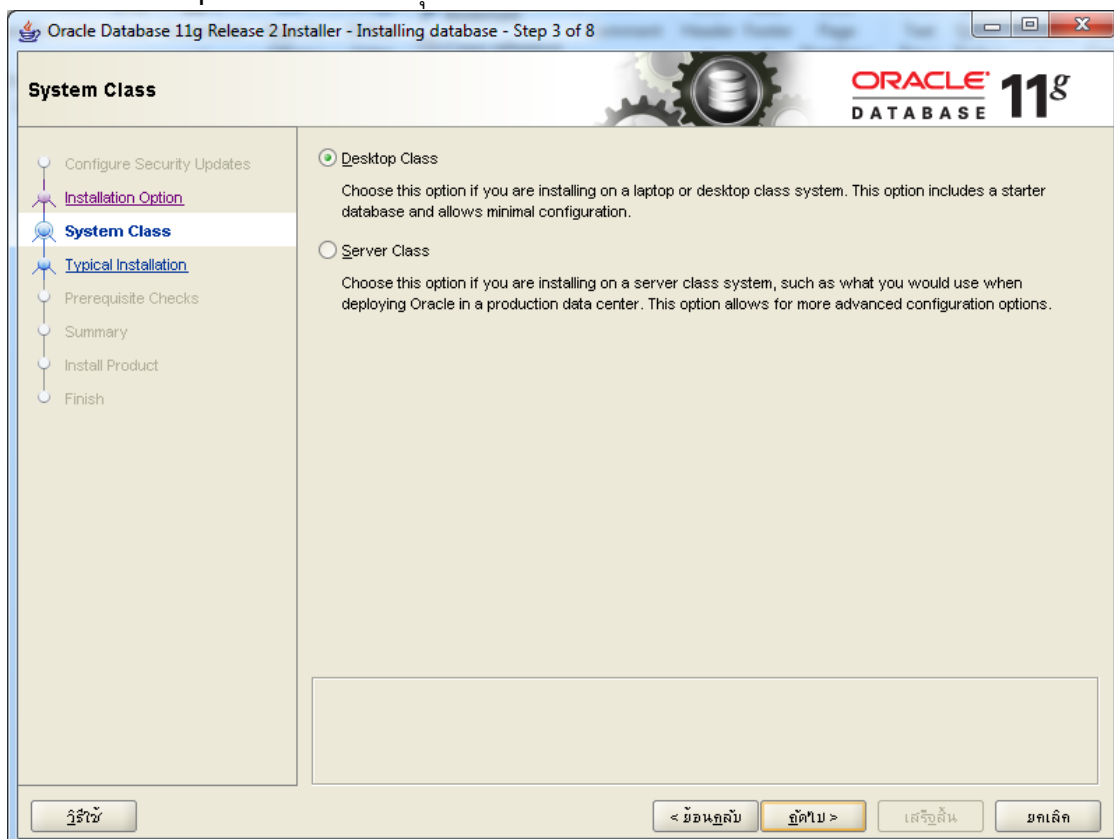 Oracle Database 11g Release 2 Installer - Installing database - Step 3 of 8
System Class
ORACLE 11g
DATABASE
Configure Security Updates
Installation Option
System Class
Typical Installation
Prerequisite Checks
Summary
Install Product
Finish
Desktop Class
Choose this option if you are installing on a laptop or desktop class system. This option includes a starter
database and allows minimal configuration.
Server Class
Choose this option if you are installing on a server class system, such as what you would use when
deploying Oracle in a production data center. This option allows for more advanced configuration options.
วิธีใช้
< ย้อนกลับ
ถัดไป >
เสร็จสิ้น
ยกเลิก